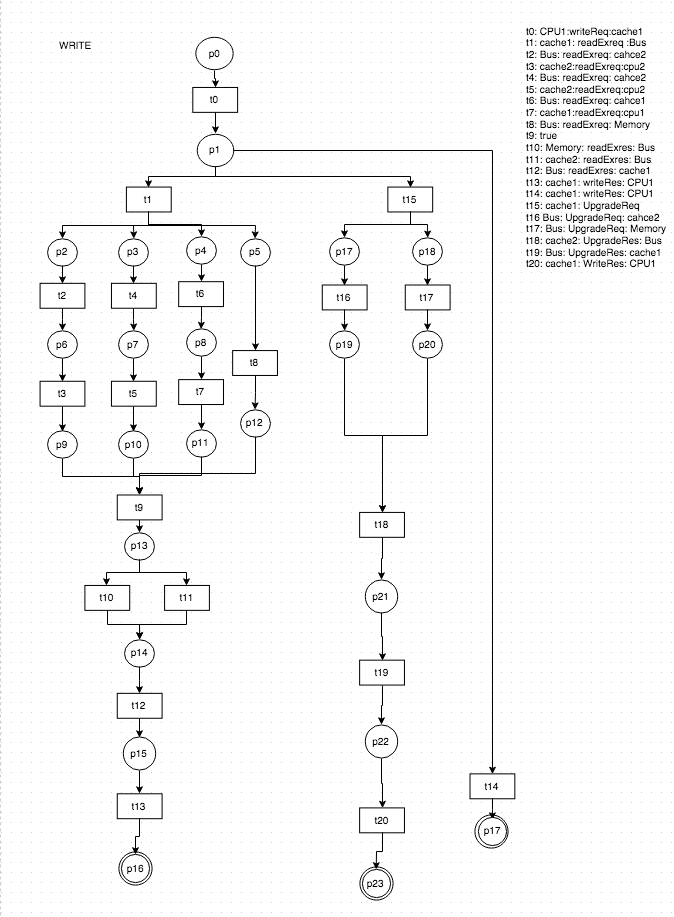 WRITE
p0
t0
p1
t1
t15
p2
p3
p4
p5
p17
p18
t2
t4
t6
t16
t17
p6
p7
p8
t8
p19
p20
t3
t5
t7
p9
p10
p11
p12
t9
t18
p13
t10
t11
p21
p14
t19
t12
p15
p22
t13
t14
t20
p17
p16
p23
t0: CPU1:writeReq:cache1
t1: cache1: readExreq :Bus
t2: Bus: readExreq: cahce2
t3: cache2:readExreq:cpu2
t4: Bus: readExreq: cahce2
t5: cache2:readExreq:cpu2
t6: Bus: readExreq: cahce1
t7: cache1:readExreq:cpu1
t8: Bus: readExreq: Memory
t9: true
t10: Memory: readExres: Bus
t11: cache2: readExres: Bus
t12: Bus: readExres: cache1
t13: cache1: writeRes: CPU1
t14: cache1: writeRes: CPU1
t15: cache1: UpgradeReq
t16 Bus: UpgradeReq: cahce2
t17: Bus: UpgradeReq: Memory
t18: cache2: UpgradeRes: Bus
t19: Bus: UpgradeRes: cache1
t20: cache1: WriteRes: CPU1